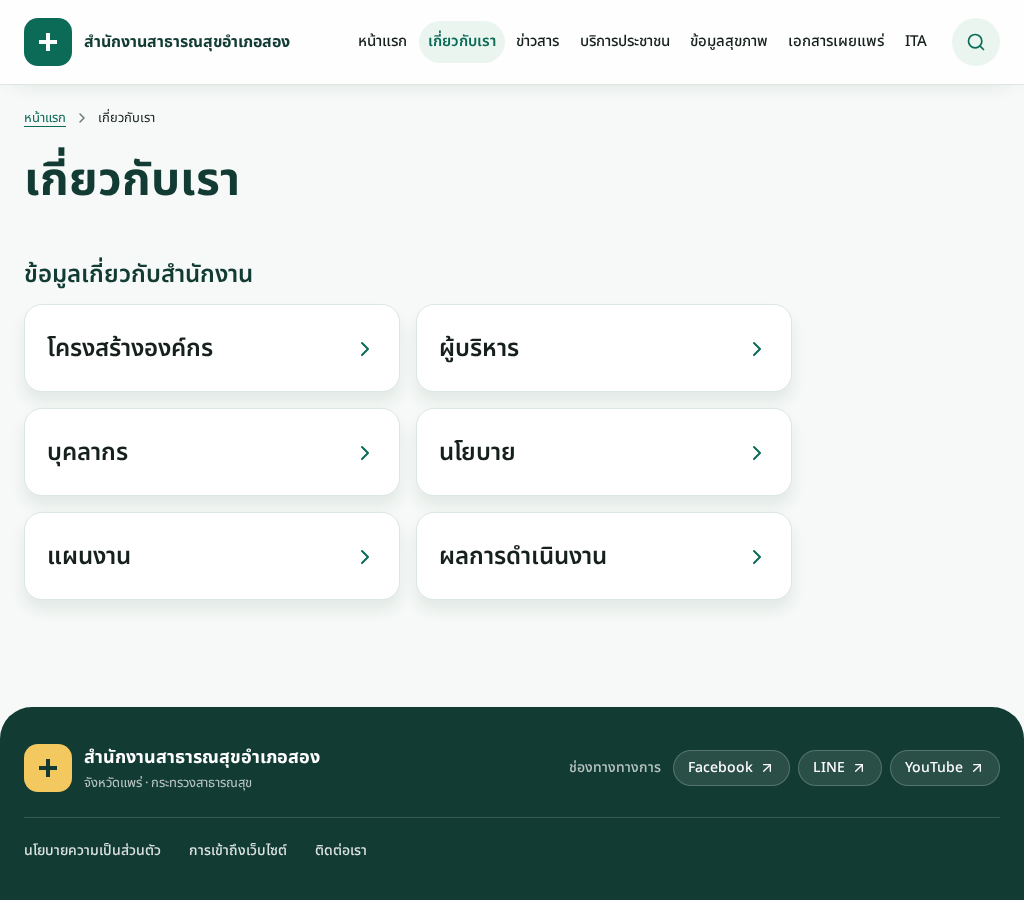 สำนักงานสาธารณสุขอำเภอสอง
หน้าแรก เกี่ยวกับเรา ข่าวสาร บริการประชาชน ข้อมูลสุขภาพ เอกสารเผยแพร่ ITA
หน้าแรก เกี่ยวกับเรา
เกี่ยวกับเรา
ข้อมูลเกี่ยวกับสำนักงาน
โครงสร้างองค์กร ผู้บริหาร
บุคลากร นโยบาย
แผนงาน ผลการดำเนินงาน
สำนักงานสาธารณสุขอำเภอสอง
จังหวัดแพร่ · กระทรวงสาธารณสุข
ช่องทางทางการ Facebook LINE YouTube
นโยบายความเป็นส่วนตัว การเข้าถึงเว็บไซต์ ติดต่อเรา